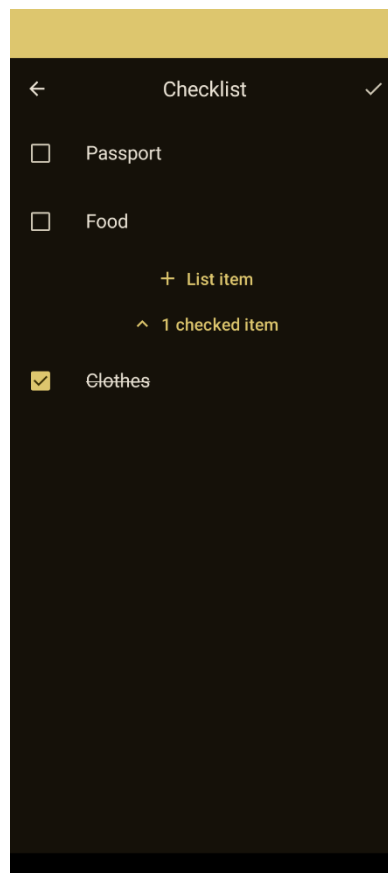 Checklist
Passport
Food
+ List item
1 checked item
Clothes